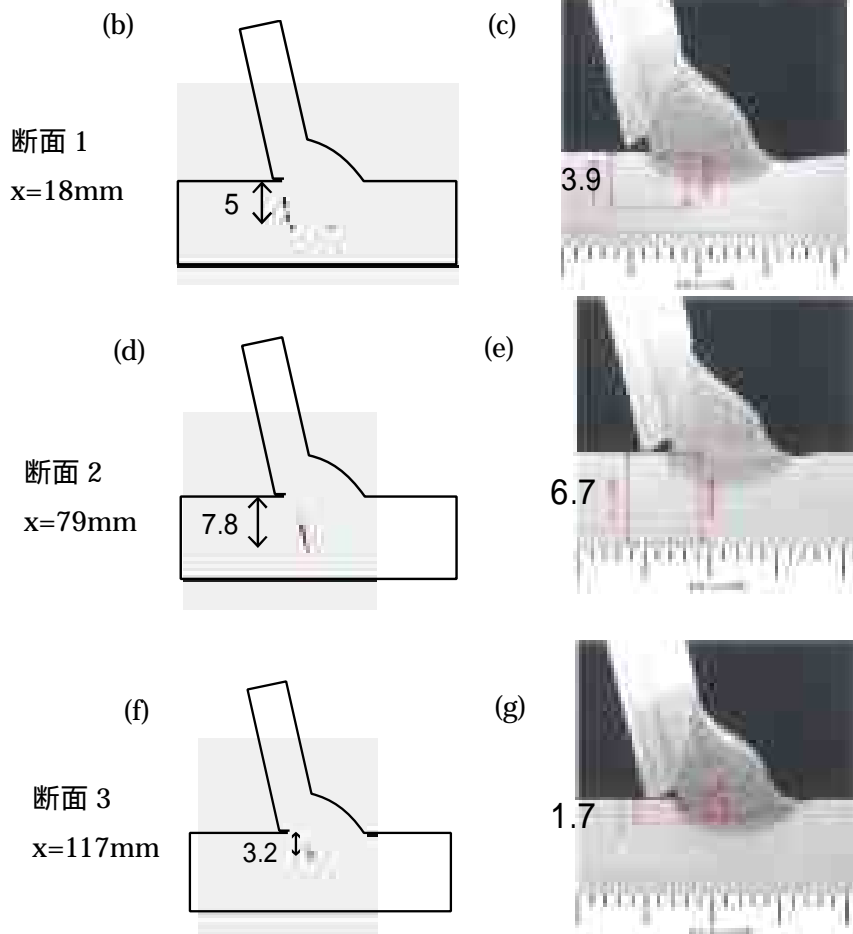 (b)
(c)
断面 1
x=18mm
5
3.9
(d)
(e)
断面 2
x=79mm
7.8
6.7
(f)
(g)
断面 3
x=117mm
3.2
1.7